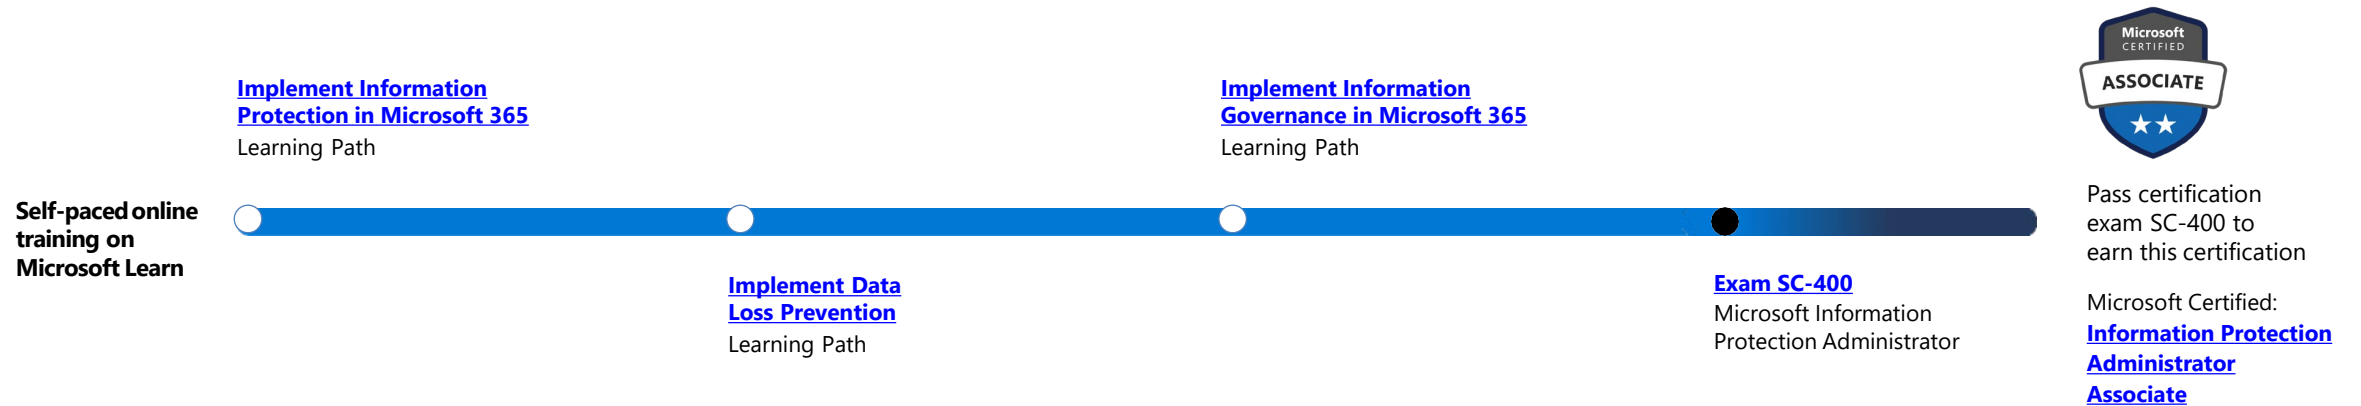 Self-paced online
training on
Microsoft Learn
Implement Information
Protection in Microsoft 365
Learning Path
Implement Data
Loss Prevention
Learning Path
Implement Information
Governance in Microsoft 365
Learning Path
Exam SC-400
Microsoft Information
Protection Administrator
Microsoft
CERTIFIED
ASSOCIATE
Pass certification
exam SC-400 to
earn this certification
Microsoft Certified:
Information Protection
Administrator
Associate